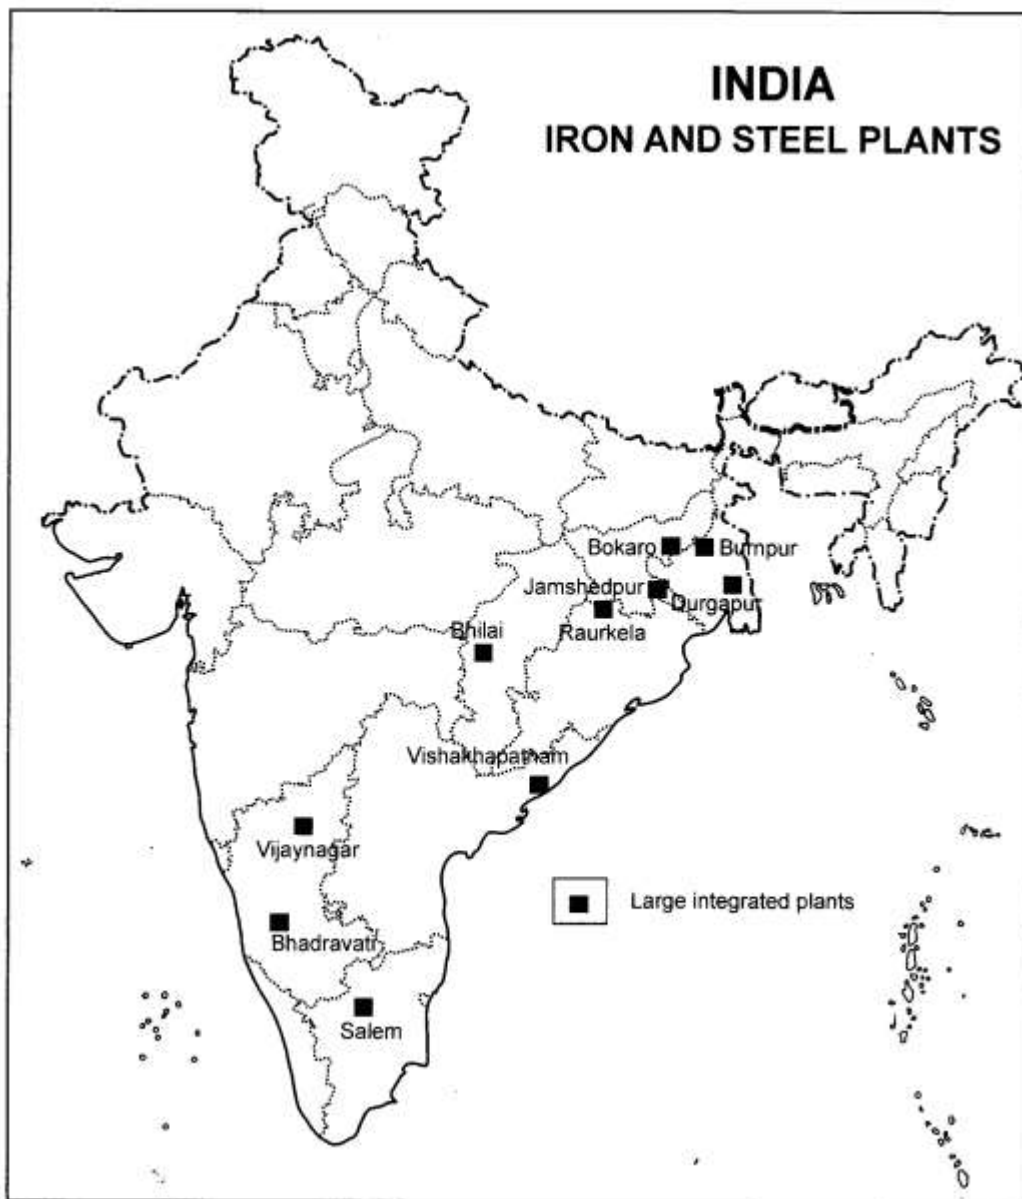 INDIA
IRON AND STEEL PLANTS
Bokaro
Burnpur
Jamshedpur
Durgapur
Raurkela
Bhilai
Vishakhapatnam
Vijaynagar
Large integrated plants
Bhadravati
Salem